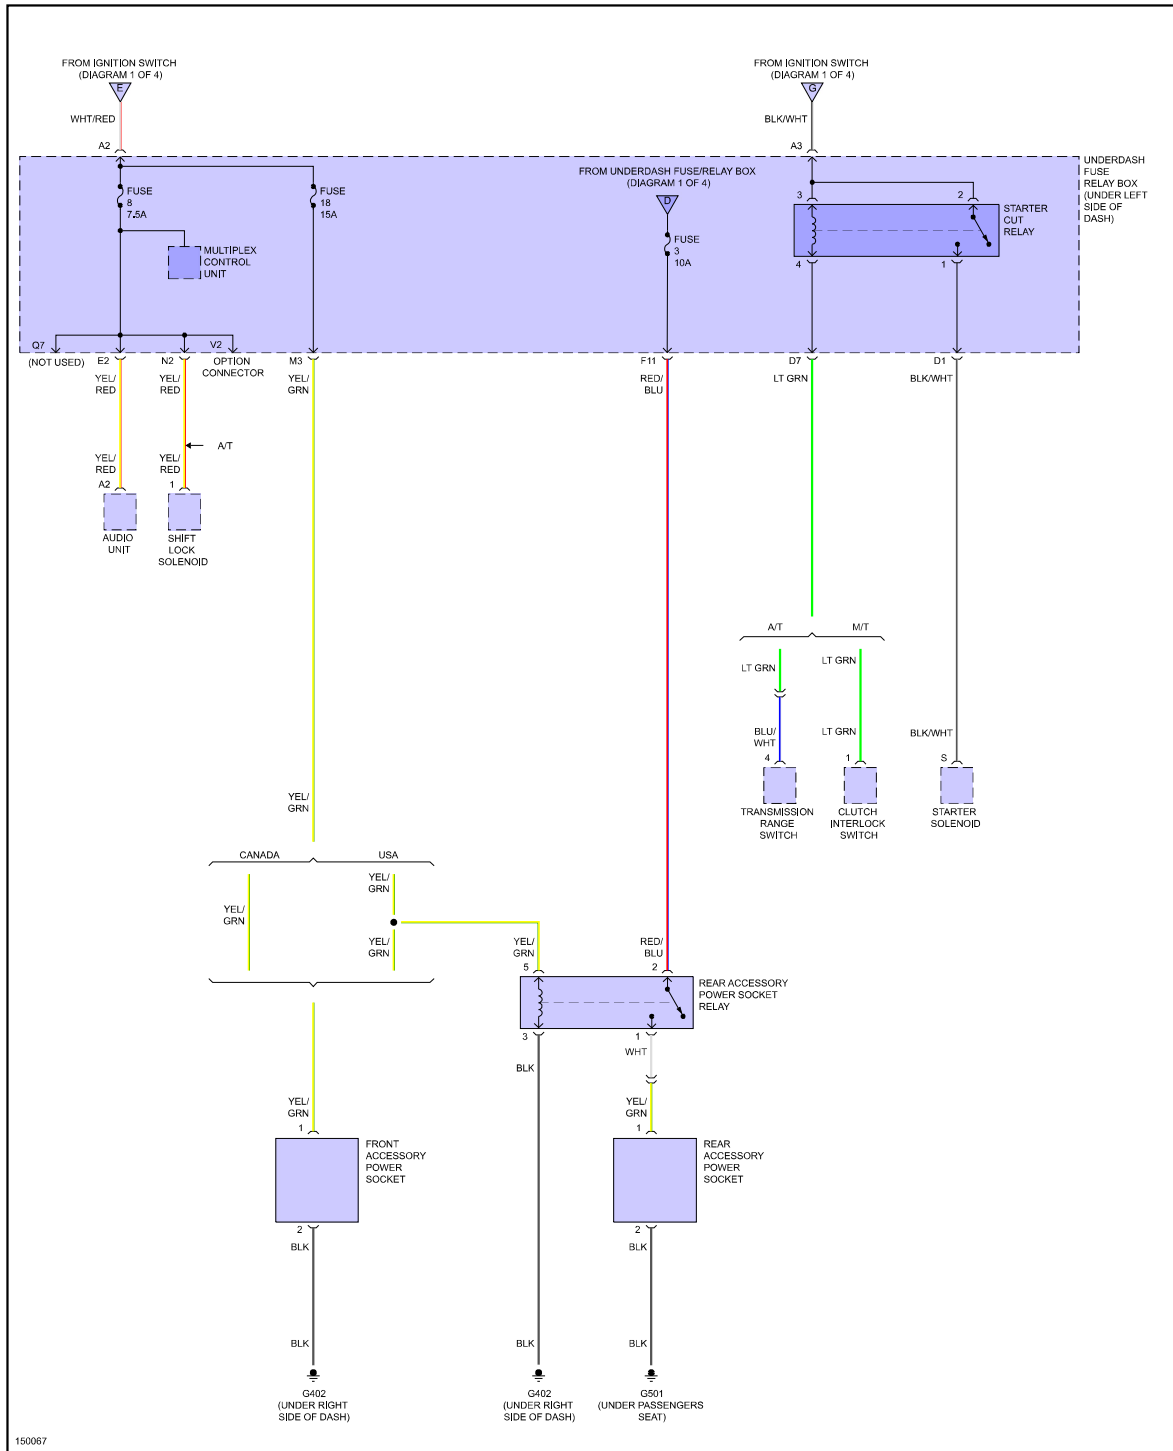 FROM IGNITION SWITCH
(DIAGRAM 1 OF 4)
E
WHT/RED
A2
FROM IGNITION SWITCH
(DIAGRAM 1 OF 4)
G
BLK/WHT
A3
UNDERDASH
FUSE
RELAY BOX
(UNDER LEFT
SIDE OF
DASH)
FUSE
8
7.5A
FUSE
18
15A
FROM UNDERDASH FUSE/RELAY BOX
(DIAGRAM 1 OF 4)
D
FUSE
3
10A
3
2
STARTER
CUT
RELAY
4
1
MULTIPLEX
CONTROL
UNIT
Q7
(NOT USED)
E2
N2
V2
OPTION
CONNECTOR
M3
F11
D7
D1
YEL/
RED
YEL/
RED
YEL/
GRN
RED/
BLU
LT GRN
BLK/WHT
A/T
YEL/
RED
YEL/
RED
A2
1
AUDIO
UNIT
SHIFT
LOCK
SOLENOID
A/T
M/T
LT GRN
LT GRN
BLU/
WHT
LT GRN
BLK/WHT
4
1
S
TRANSMISSION
RANGE
SWITCH
CLUTCH
INTERLOCK
SWITCH
STARTER
SOLENOID
YEL/
GRN
CANADA
USA
YEL/
GRN
YEL/
GRN
YEL/
GRN
YEL/
GRN
RED/
BLU
5
2
REAR ACCESSORY
POWER SOCKET
RELAY
3
1
BLK
WHT
YEL/
GRN
YEL/
GRN
1
1
FRONT
ACCESSORY
POWER
SOCKET
REAR
ACCESSORY
POWER
SOCKET
2
2
BLK
BLK
BLK
BLK
BLK
G402
(UNDER RIGHT
SIDE OF DASH)
G402
(UNDER RIGHT
SIDE OF DASH)
G501
(UNDER PASSENGERS
SEAT)
150067